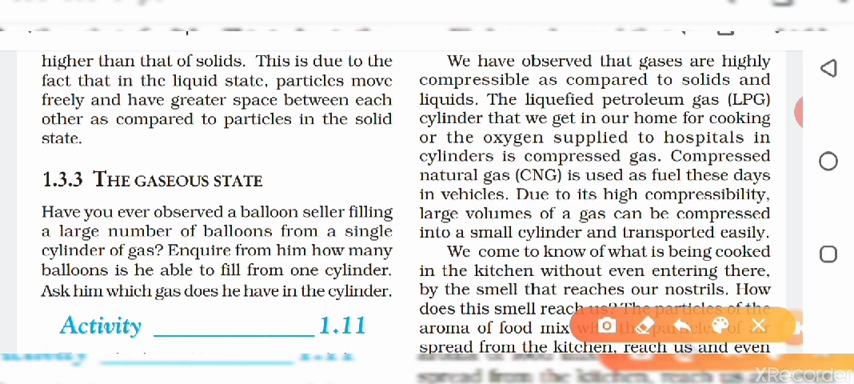 higher than that of solids. This is due to the
fact that in the liquid state, particles move
freely and have greater space between each
other as compared to particles in the solid
state.
1.3.3 THE GASEOUS STATE
Have you ever observed a balloon seller filling
a large number of balloons from a single
cylinder of gas? Enquire from him how many
balloons is he able to fill from one cylinder.
Ask him which gas does he have in the cylinder.
Activity ______________ 1.11
We have observed that gases are highly
compressible as compared to solids and
liquids. The liquefied petroleum gas (LPG)
cylinder that we get in our home for cooking
or the oxygen supplied to hospitals in
cylinders is compressed gas. Compressed
natural gas (CNG) is used as fuel these days
in vehicles. Due to its high compressibility,
large volumes of a gas can be compressed
into a small cylinder and transported easily.
We come to know of what is being cooked
in the kitchen without even entering there,
by the smell that reaches our nostrils. How
does this smell reach us? The particles of the
aroma of food mix
spread from the kitchen, reach us and even
XRecorder